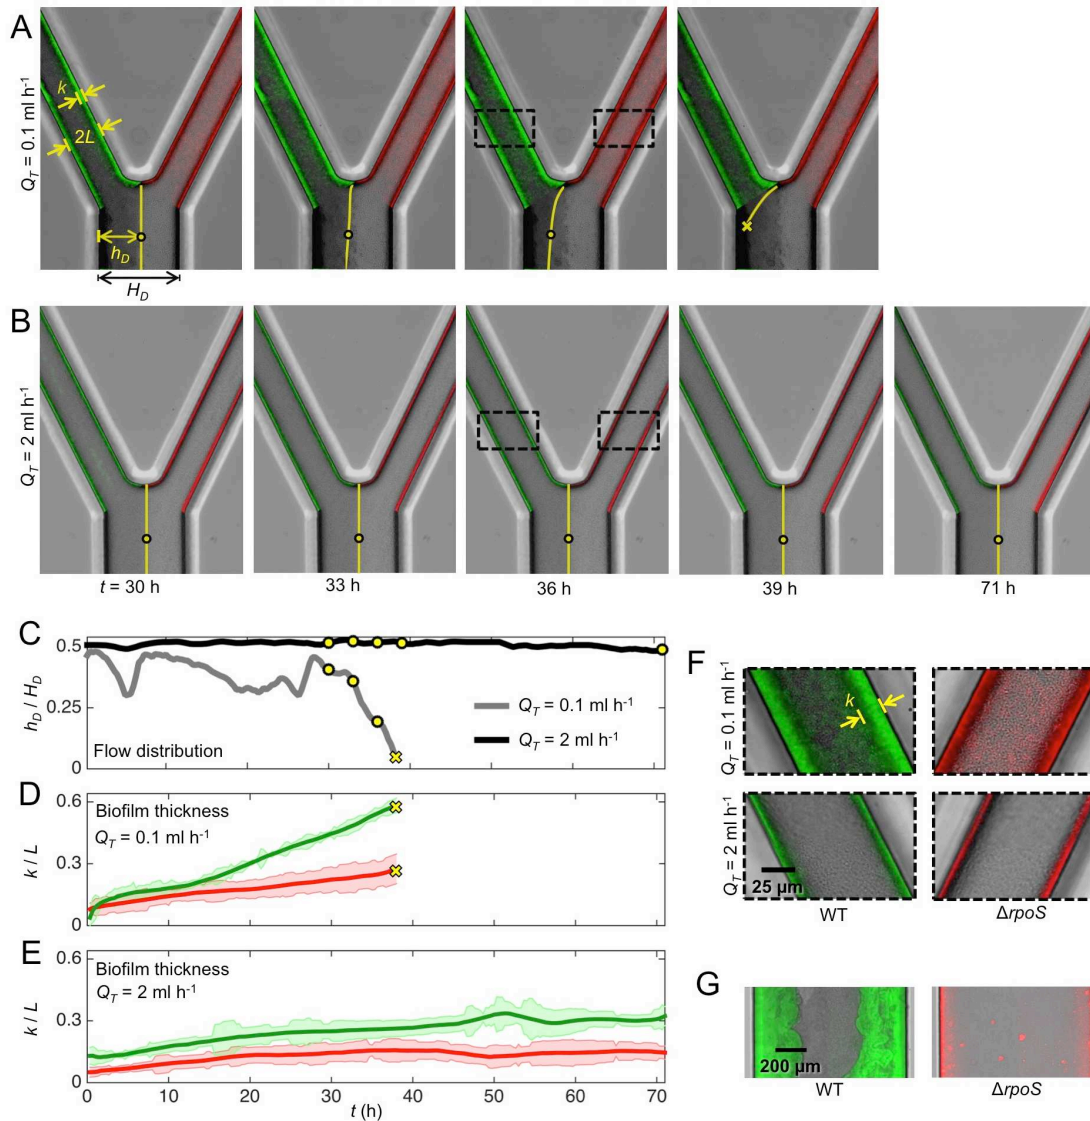 A
Q_T = 0.1 ml h⁻¹
k
2L
h_D
H_D
B
Q_T = 2 ml h⁻¹
t = 30 h
33 h
36 h
39 h
71 h
C
h_D / H_D
0.5
0.25
0
Flow distribution
Q_T = 0.1 ml h⁻¹
Q_T = 2 ml h⁻¹
D
k / L
0.6
0.3
0
Biofilm thickness
Q_T = 0.1 ml h⁻¹
E
k / L
0.6
0.3
0
Biofilm thickness
Q_T = 2 ml h⁻¹
0 10 20 30 40 50 60 70
t (h)
F
Q_T = 0.1 ml h⁻¹
k
Q_T = 2 ml h⁻¹
25 µm
WT
ΔrpoS
G
200 µm
WT
ΔrpoS